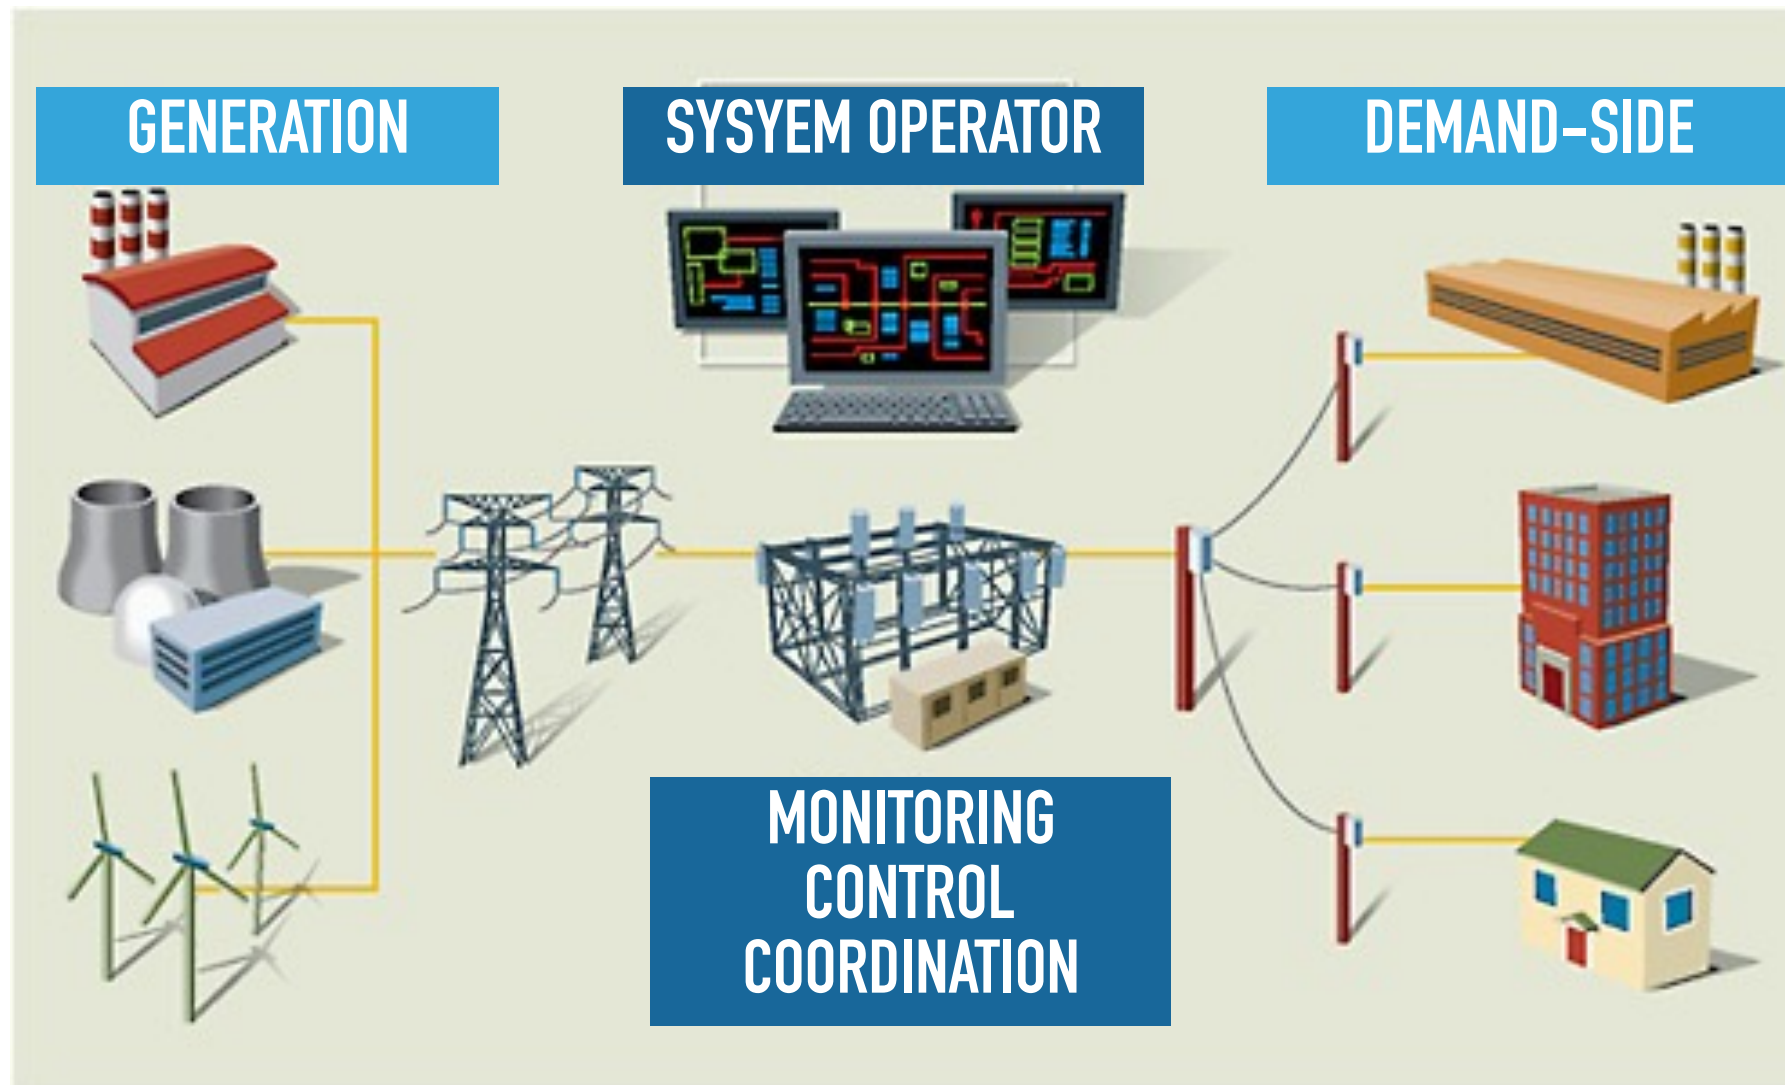 GENERATION
SYSYEM OPERATOR
DEMAND-SIDE
MONITORING
CONTROL
COORDINATION